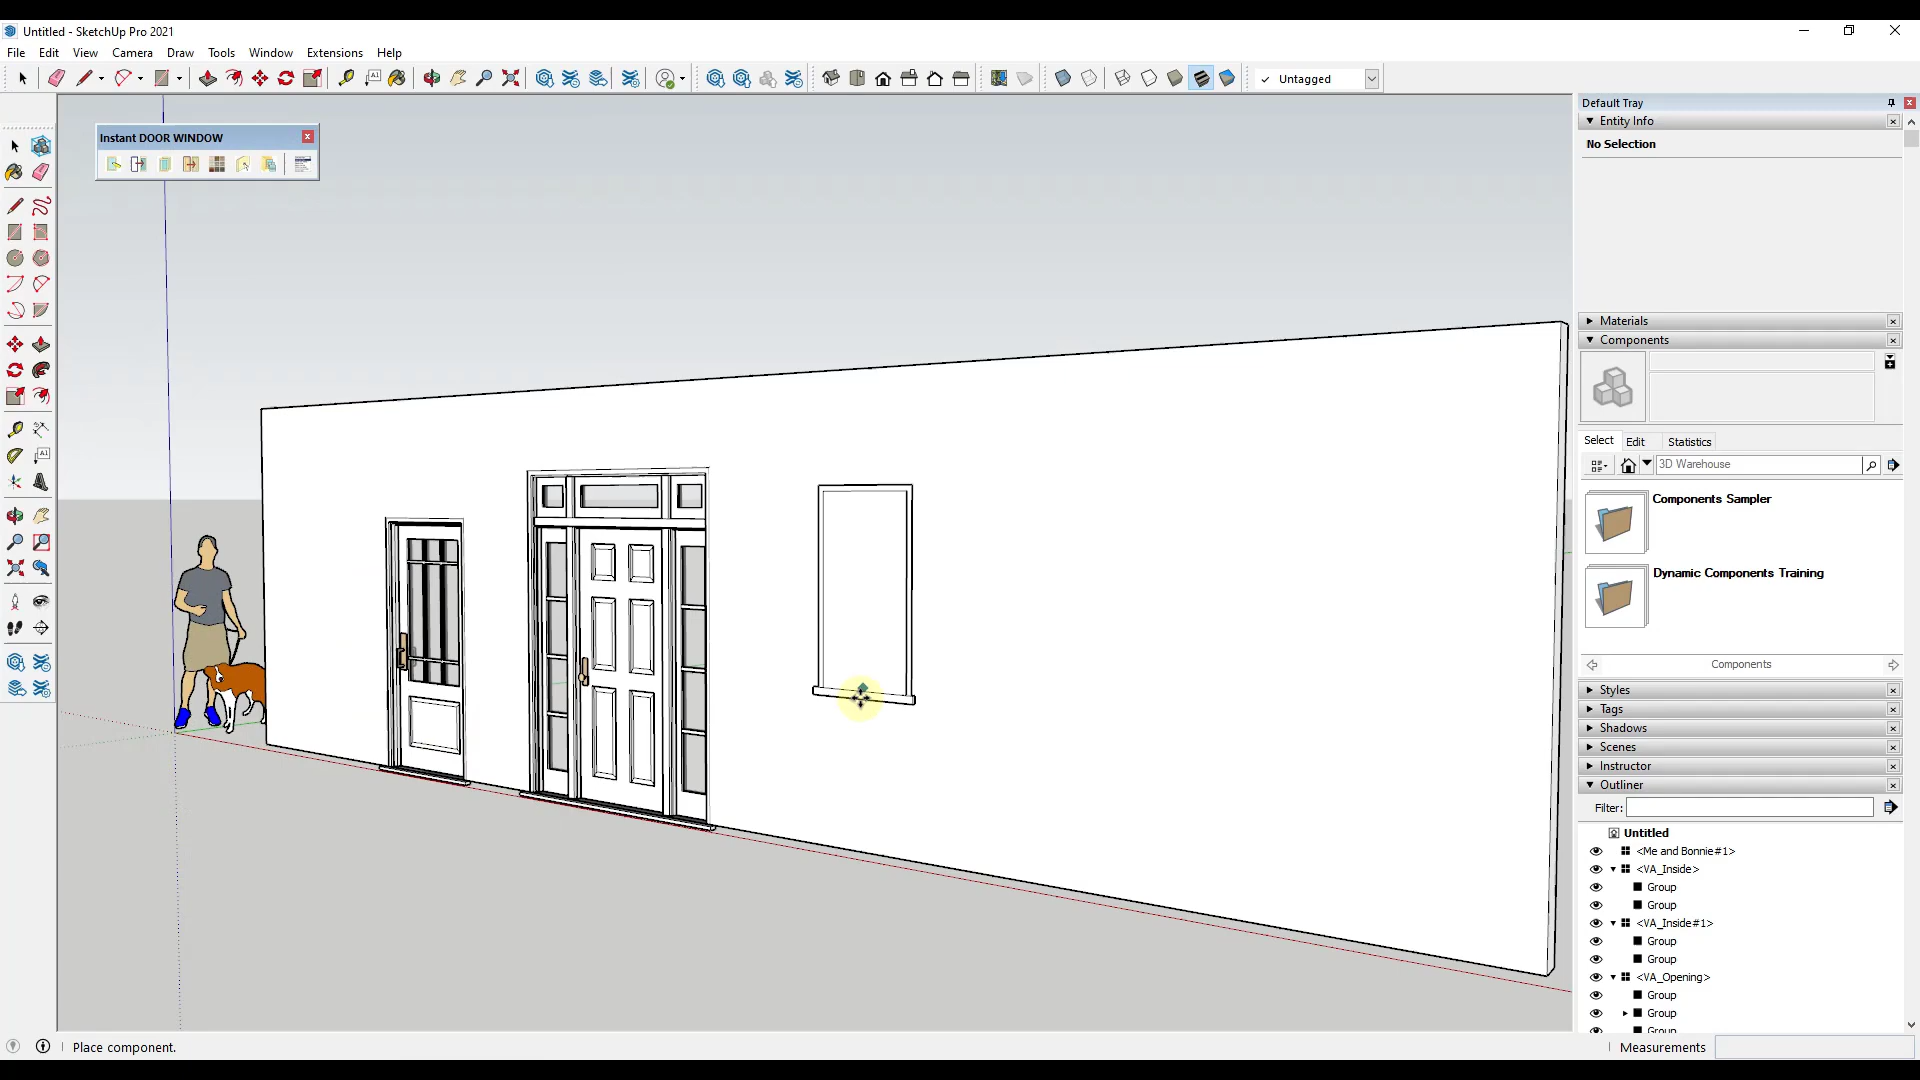 Untitled - SketchUp Pro 2021
File Edit View Camera Draw Tools Window Extensions Help
Untagged
Instant DOOR WINDOW
Default Tray
Entity Info
No Selection
Materials
Components
Select Edit Statistics
3D Warehouse
Components Sampler
Dynamic Components Training
Components
Styles
Tags
Shadows
Scenes
Instructor
Outliner
Filter:
Untitled
<Me and Bonnie#1>
<VA_Inside>
Group
Group
<VA_Inside#1>
Group
Group
<VA_Opening>
Group
Group
Group
Place component.
Measurements